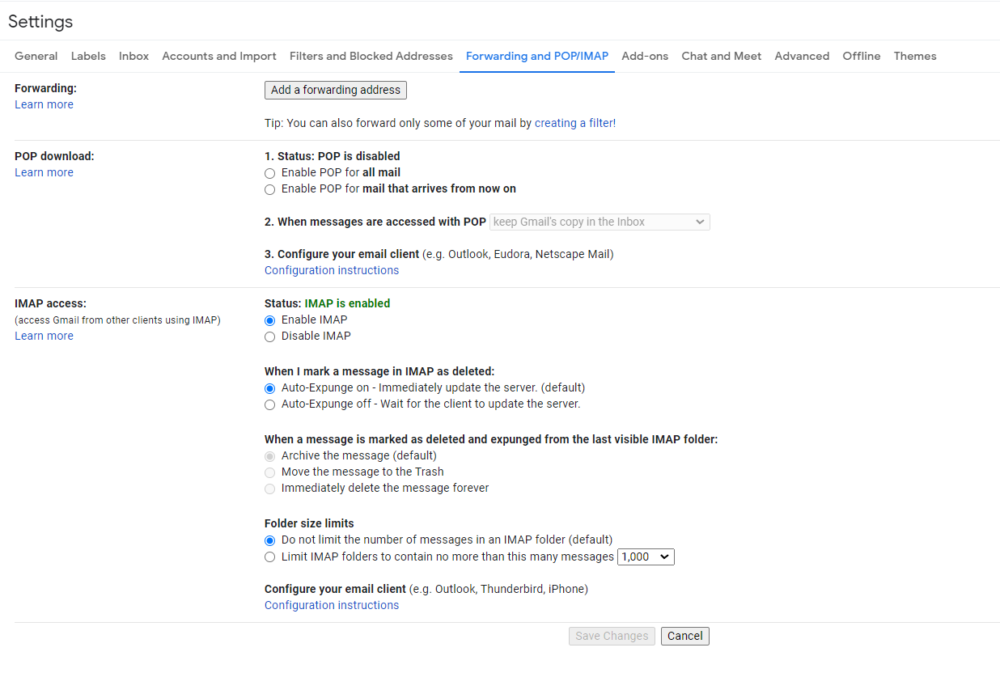 Settings
General Labels Inbox Accounts and Import Filters and Blocked Addresses Forwarding and POP/IMAP Add-ons Chat and Meet Advanced Offline Themes
Forwarding:
Learn more
Add a forwarding address
Tip: You can also forward only some of your mail by creating a filter!
POP download:
Learn more
1. Status: POP is disabled
Enable POP for all mail
Enable POP for mail that arrives from now on
2. When messages are accessed with POP keep Gmail's copy in the Inbox
3. Configure your email client (e.g. Outlook, Eudora, Netscape Mail)
Configuration instructions
IMAP access:
(access Gmail from other clients using IMAP)
Learn more
Status: IMAP is enabled
Enable IMAP
Disable IMAP
When I mark a message in IMAP as deleted:
Auto-Expunge on - Immediately update the server. (default)
Auto-Expunge off - Wait for the client to update the server.
When a message is marked as deleted and expunged from the last visible IMAP folder:
Archive the message (default)
Move the message to the Trash
Immediately delete the message forever
Folder size limits
Do not limit the number of messages in an IMAP folder (default)
Limit IMAP folders to contain no more than this many messages 1,000
Configure your email client (e.g. Outlook, Thunderbird, iPhone)
Configuration instructions
Save Changes Cancel